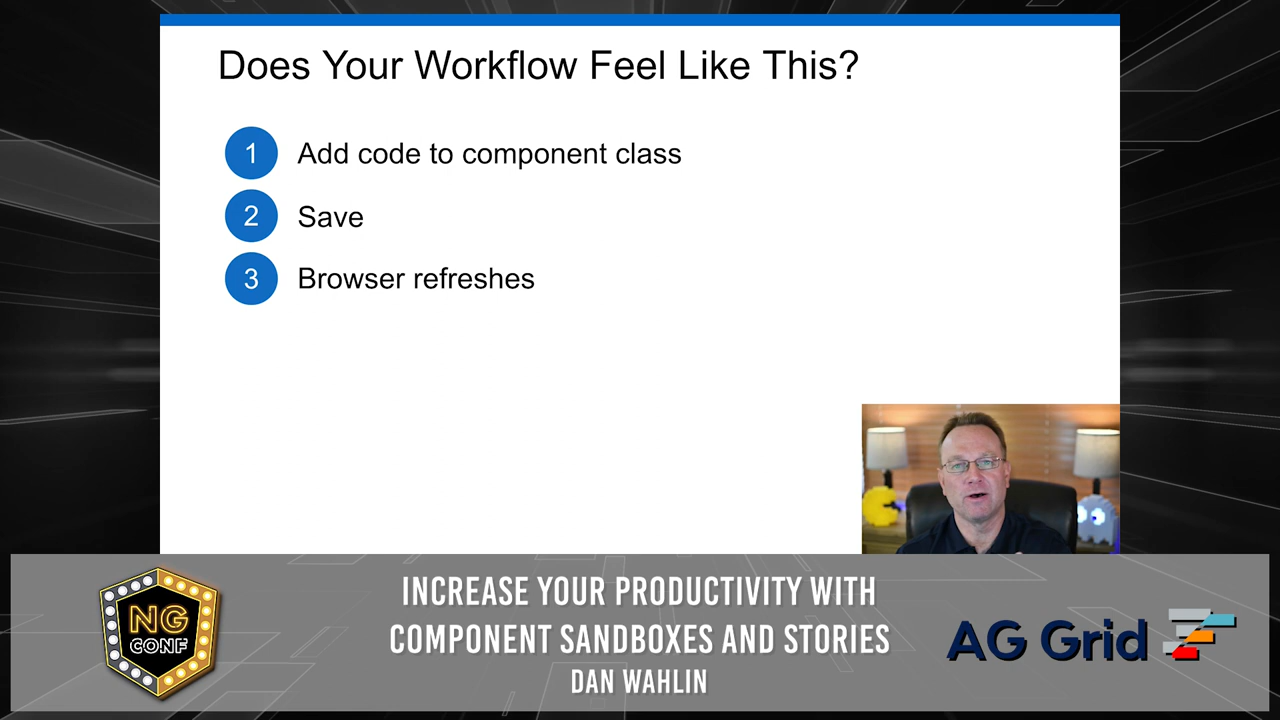 Does Your Workflow Feel Like This?
1 Add code to component class
2 Save
3 Browser refreshes
NG
CONF
INCREASE YOUR PRODUCTIVITY WITH
COMPONENT SANDBOXES AND STORIES
DAN WAHLIN
AG Grid